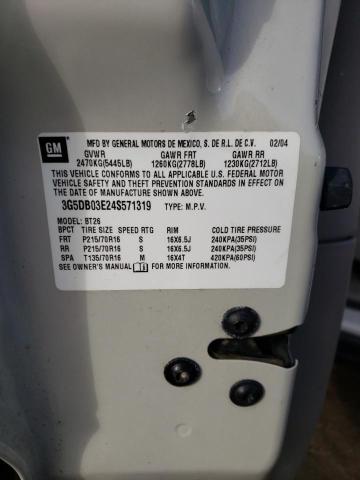 GM
MFD BY GENERAL MOTORS DE MEXICO, S. DE R.L. DE C.V. 02/04
GVWR GAWR FRT GAWR RR
2470KG(5445LB) 1260KG(2778LB) 1230KG(2712LB)
THIS VEHICLE CONFORMS TO ALL APPLICABLE U.S. FEDERAL MOTOR
VEHICLE SAFETY AND THEFT PREVENTION STANDARDS IN EFFECT ON
THE DATE OF MANUFACTURE SHOWN ABOVE.
3G5DB03E24S571319 TYPE: M.P.V.
MODEL: BT26
BPCT TIRE SIZE SPEED RTG RIM COLD TIRE PRESSURE
FRT P215/70R16 S 16X6.5J 240KPA(35PSI)
RR P215/70R16 S 16X6.5J 240KPA(35PSI)
SPA T135/70R16 M 16X4T 420KPA(60PSI)
SEE OWNER'S MANUAL FOR MORE INFORMATION.